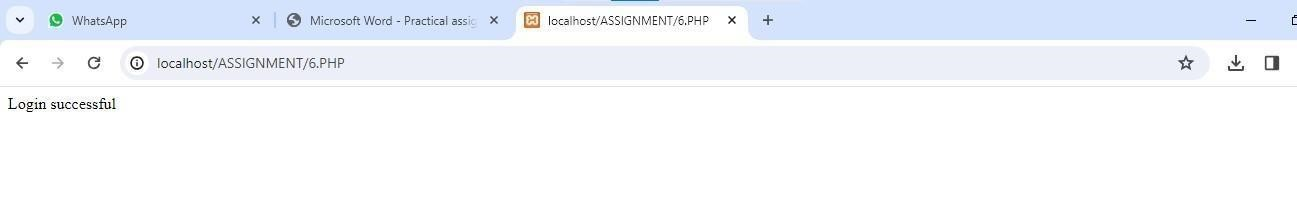 WhatsApp
Microsoft Word - Practical assig
localhost/ASSIGNMENT/6.PHP
localhost/ASSIGNMENT/6.PHP
Login successful